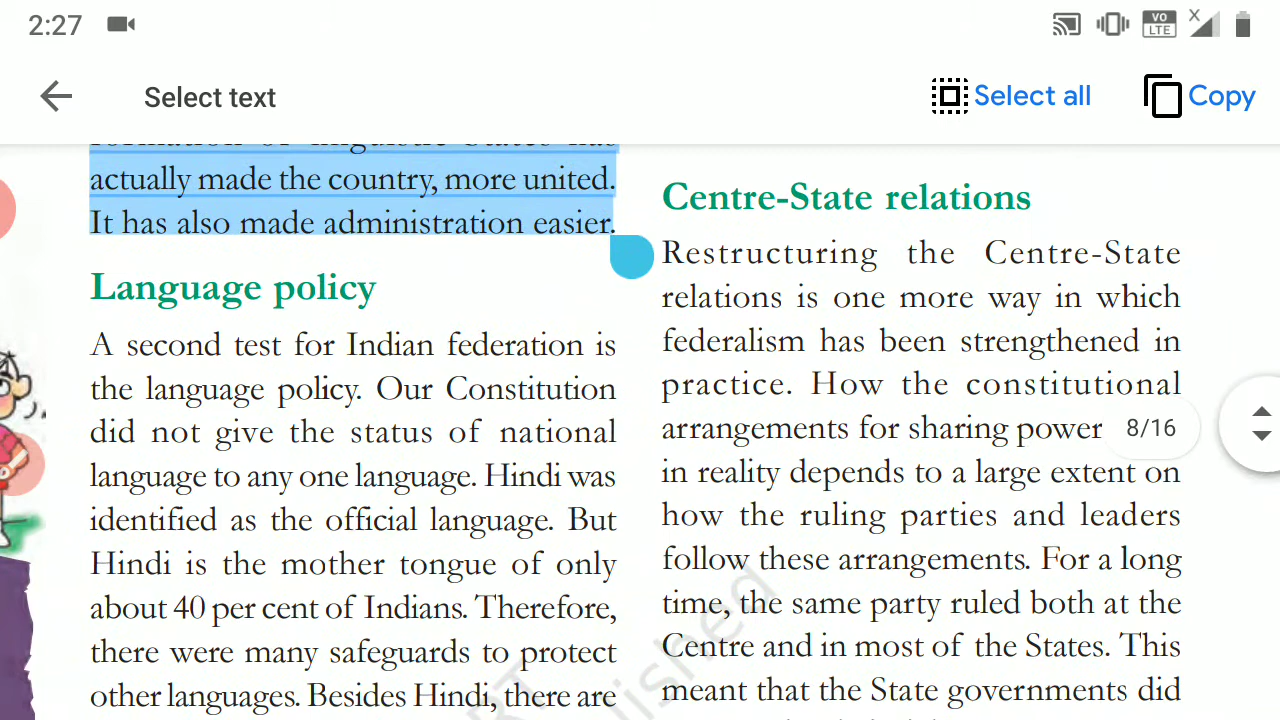 2:27
VO
LTE
X
Select text
Select all
Copy
formation of linguistic States has
actually made the country, more united.
It has also made administration easier.
Language policy
A second test for Indian federation is
the language policy. Our Constitution
did not give the status of national
language to any one language. Hindi was
identified as the official language. But
Hindi is the mother tongue of only
about 40 per cent of Indians. Therefore,
there were many safeguards to protect
other languages. Besides Hindi, there are
Centre-State relations
Restructuring the Centre-State
relations is one more way in which
federalism has been strengthened in
practice. How the constitutional
arrangements for sharing power
8/16
in reality depends to a large extent on
how the ruling parties and leaders
follow these arrangements. For a long
time, the same party ruled both at the
Centre and in most of the States. This
meant that the State governments did